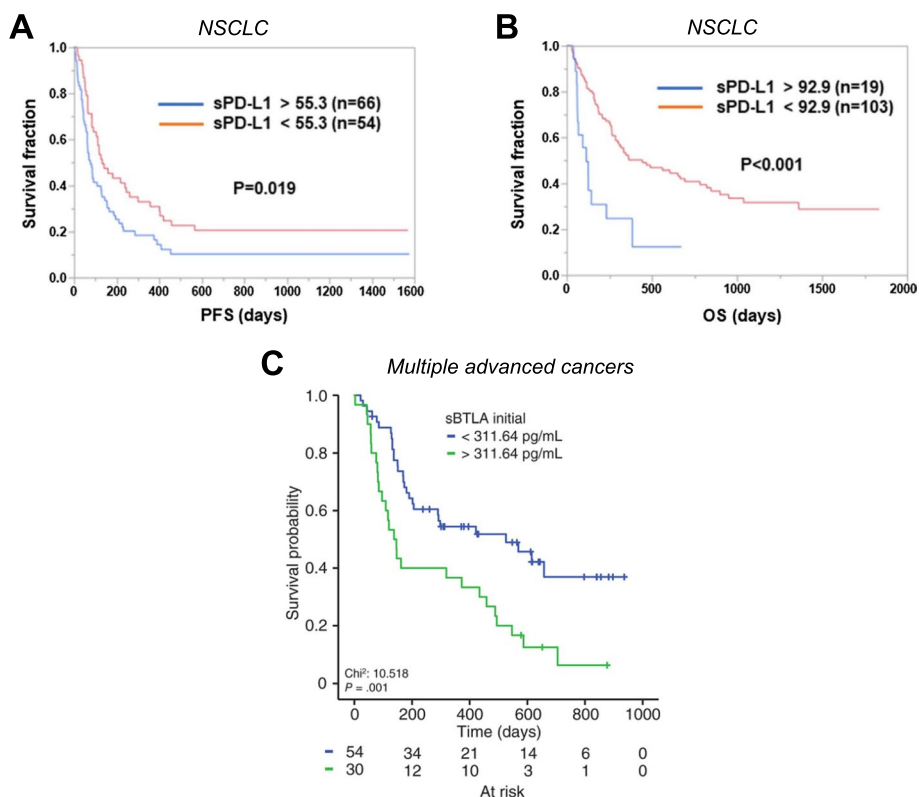 A
NSCLC
1.0
0.8
0.6
0.4
0.2
0.0
Survival fraction
sPD-L1 > 55.3 (n=66)
sPD-L1 < 55.3 (n=54)
P=0.019
0 200 400 600 800 1000 1200 1400 1600
PFS (days)
B
NSCLC
1.0
0.8
0.6
0.4
0.2
0.0
Survival fraction
sPD-L1 > 92.9 (n=19)
sPD-L1 < 92.9 (n=103)
P<0.001
0 500 1000 1500 2000
OS (days)
C
Multiple advanced cancers
1.0
0.8
0.6
0.4
0.2
0
Survival probability
sBTLA initial
< 311.64 pg/mL
> 311.64 pg/mL
Chi²: 10.518
P = .001
0 200 400 600 800 1000
Time (days)
54 34 21 14 6 0
30 12 10 3 1 0
At risk